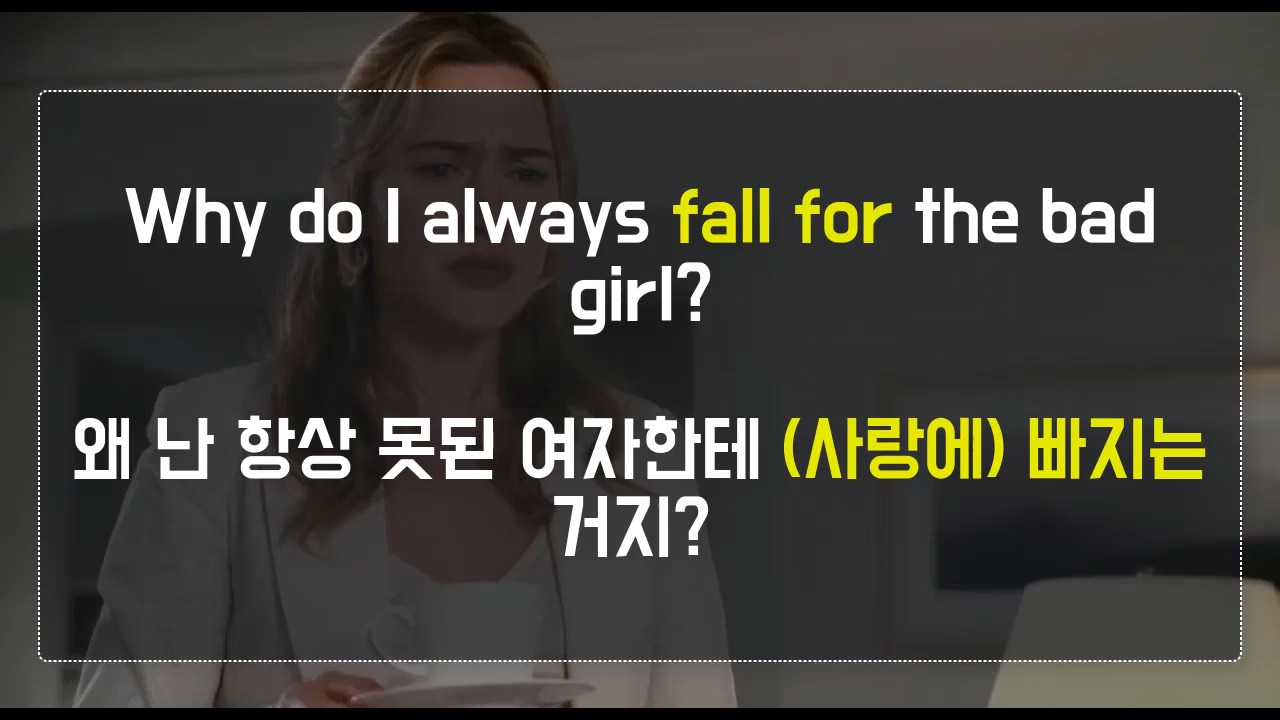 Why do I always fall for the bad
girl?
왜 난 항상 못된 여자한테 (사랑에) 빠지는
거지?